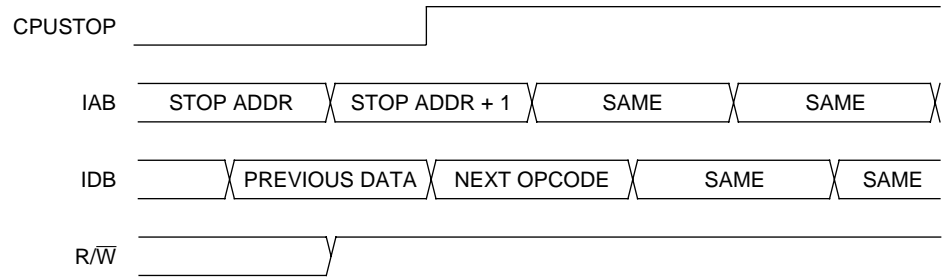 CPUSTOP
IAB STOP ADDR STOP ADDR + 1 SAME SAME
IDB PREVIOUS DATA NEXT OPCODE SAME SAME
R/W̅